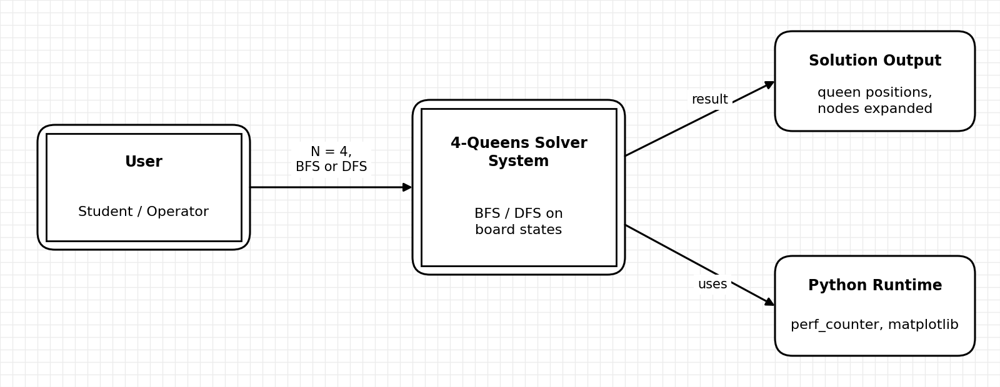 User
Student / Operator
N = 4,
BFS or DFS
4-Queens Solver
System
BFS / DFS on
board states
result
Solution Output
queen positions,
nodes expanded
uses
Python Runtime
perf_counter, matplotlib